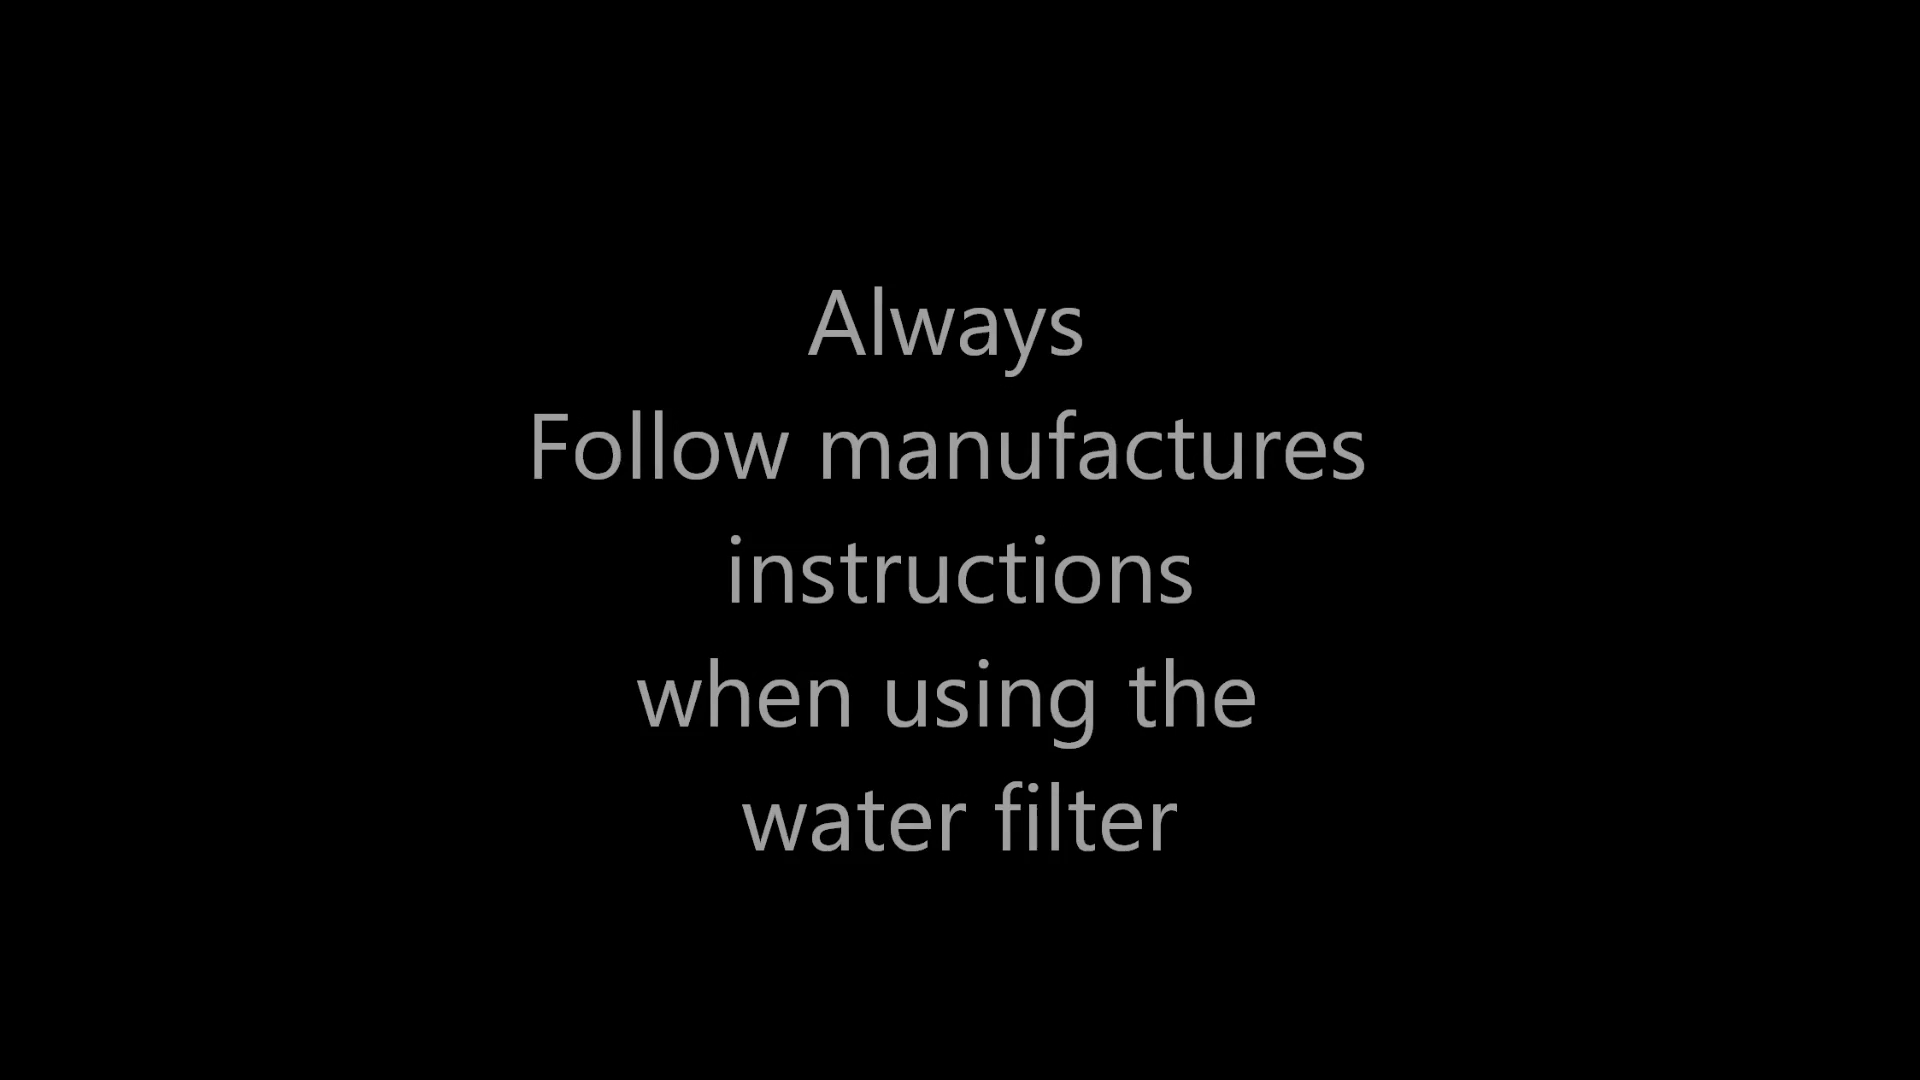 Always
Follow manufactures
instructions
when using the
water filter